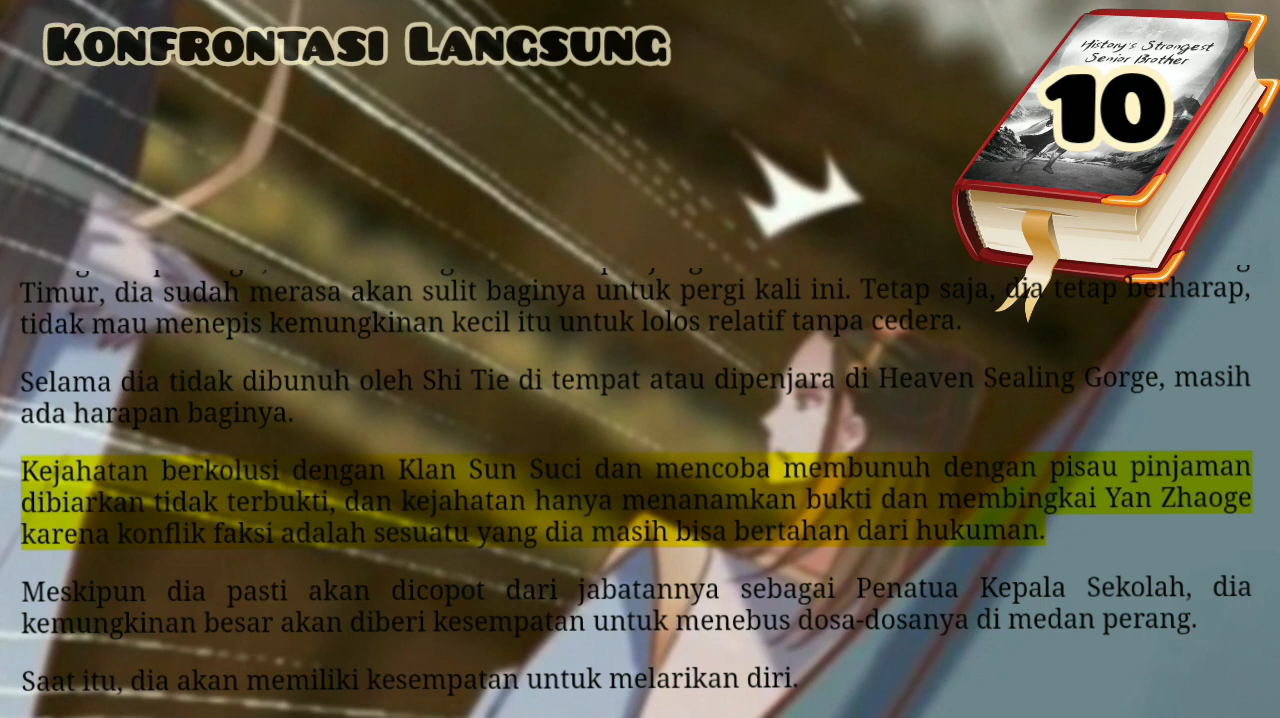 Konfrontasi Langsung
History's Strongest
Senior Brother
10
Timur, dia sudah merasa akan sulit baginya untuk pergi kali ini. Tetap saja, dia tetap berharap,
tidak mau menepis kemungkinan kecil itu untuk lolos relatif tanpa cedera.
Selama dia tidak dibunuh oleh Shi Tie di tempat atau dipenjara di Heaven Sealing Gorge, masih
ada harapan baginya.
Kejahatan berkolusi dengan Klan Sun Suci dan mencoba membunuh dengan pisau pinjaman
dibiarkan tidak terbukti, dan kejahatan hanya menanamkan bukti dan membingkai Yan Zhaoge
karena konflik faksi adalah sesuatu yang dia masih bisa bertahan dari hukuman.
Meskipun dia pasti akan dicopot dari jabatannya sebagai Penatua Kepala Sekolah, dia
kemungkinan besar akan diberi kesempatan untuk menebus dosa-dosanya di medan perang.
Saat itu, dia akan memiliki kesempatan untuk melarikan diri.